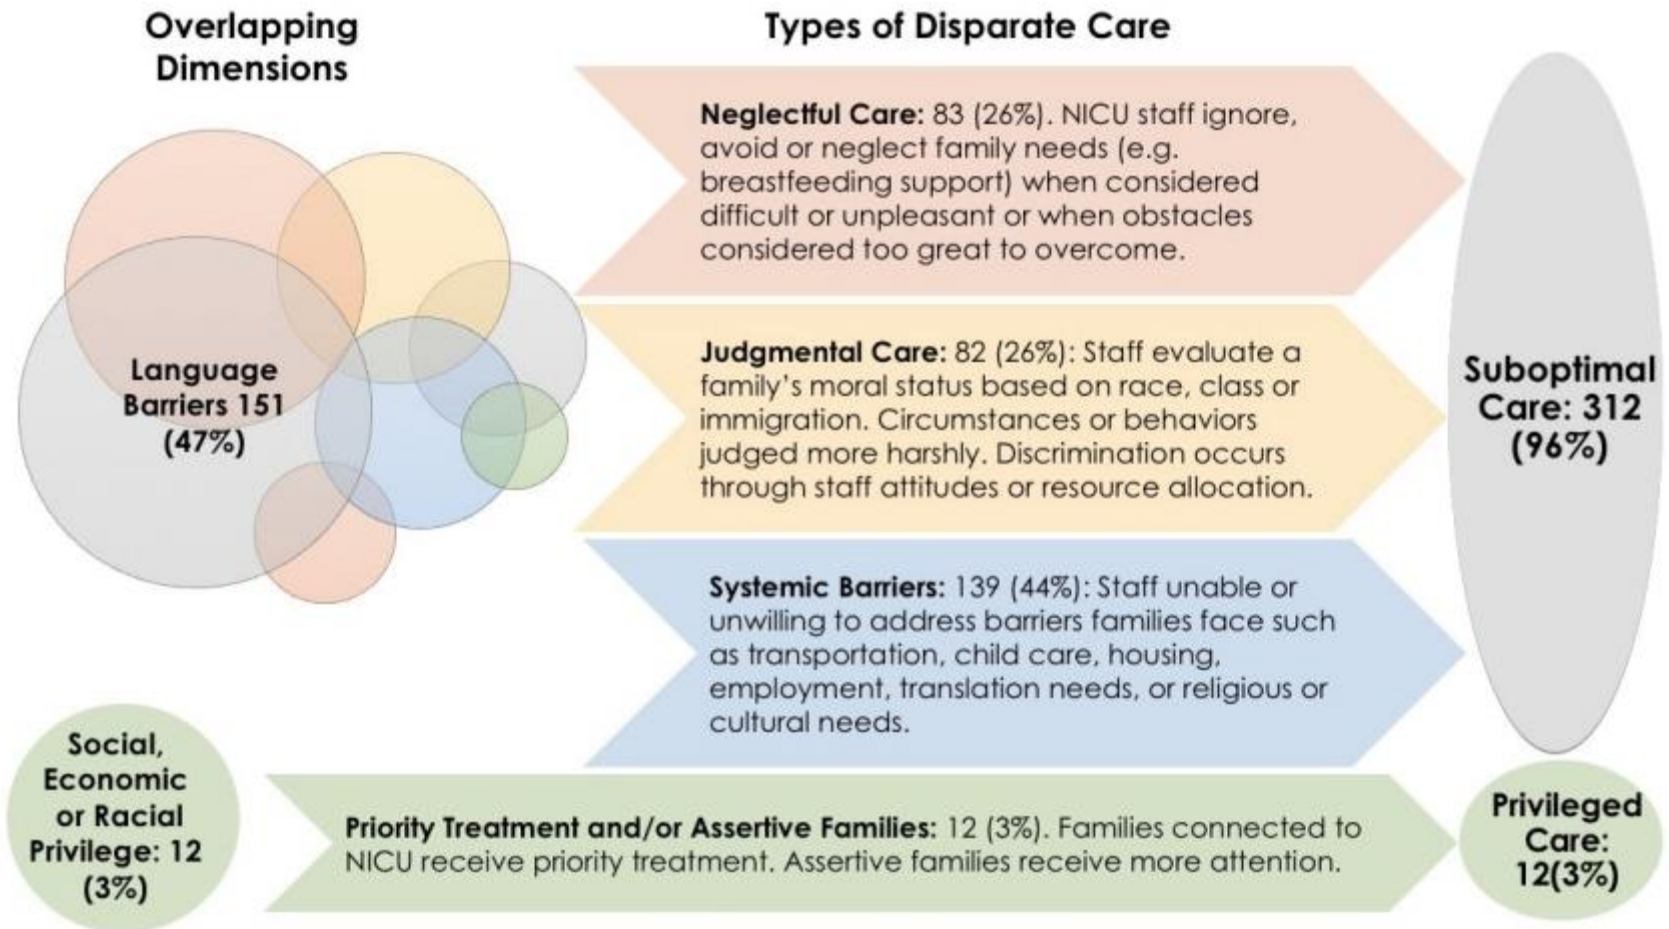 Overlapping
Dimensions
Types of Disparate Care
Language
Barriers 151
(47%)
Neglectful Care: 83 (26%). NICU staff ignore,
avoid or neglect family needs (e.g.
breastfeeding support) when considered
difficult or unpleasant or when obstacles
considered too great to overcome.
Judgmental Care: 82 (26%): Staff evaluate a
family's moral status based on race, class or
immigration. Circumstances or behaviors
judged more harshly. Discrimination occurs
through staff attitudes or resource allocation.
Systemic Barriers: 139 (44%): Staff unable or
unwilling to address barriers families face such
as transportation, child care, housing,
employment, translation needs, or religious or
cultural needs.
Suboptimal
Care: 312
(96%)
Social,
Economic
or Racial
Privilege: 12
(3%)
Priority Treatment and/or Assertive Families: 12 (3%). Families connected to
NICU receive priority treatment. Assertive families receive more attention.
Privileged
Care:
12(3%)